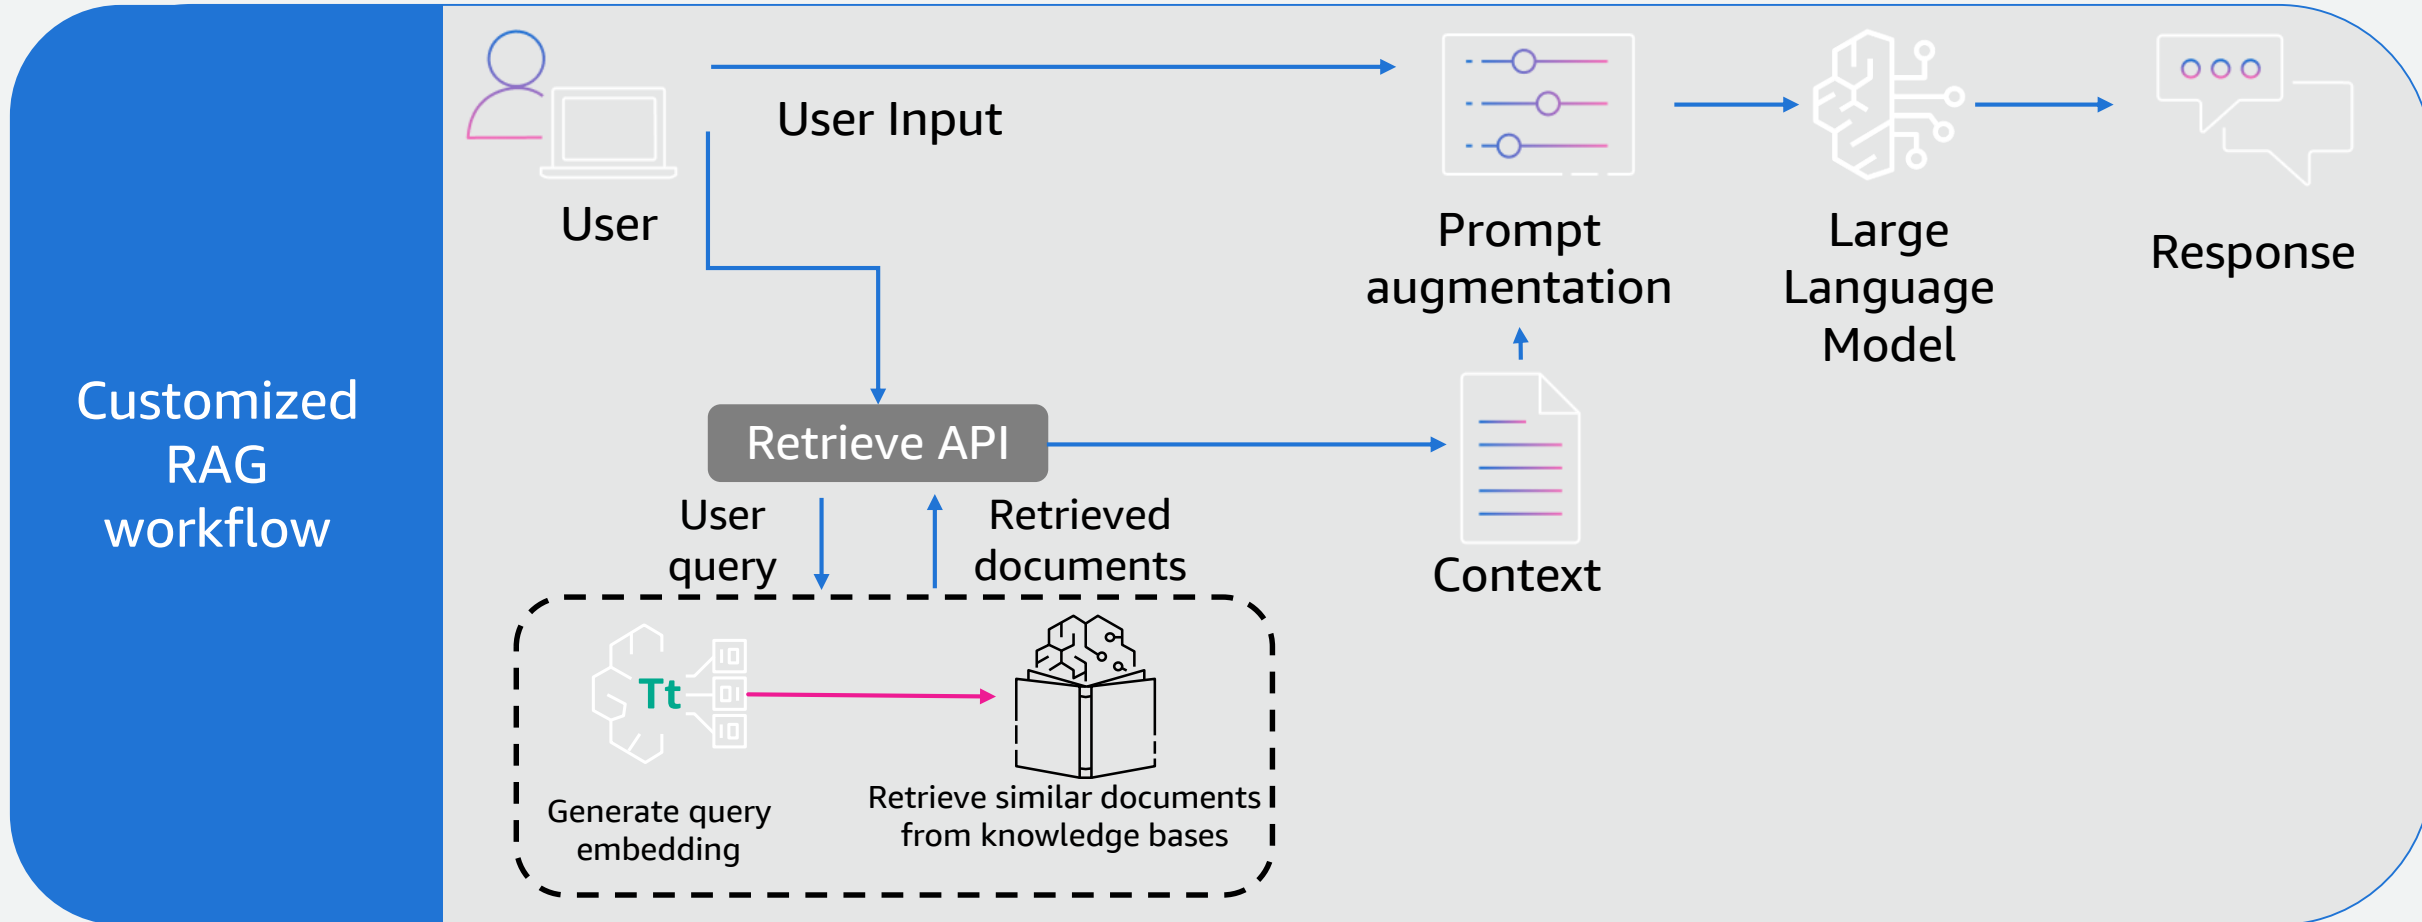 Customized
RAG
workflow
User Input
User
Prompt
augmentation
Large
Language
Model
Response
Retrieve API
User
query
Retrieved
documents
Context
Tt
Generate query
embedding
Retrieve similar documents
from knowledge bases